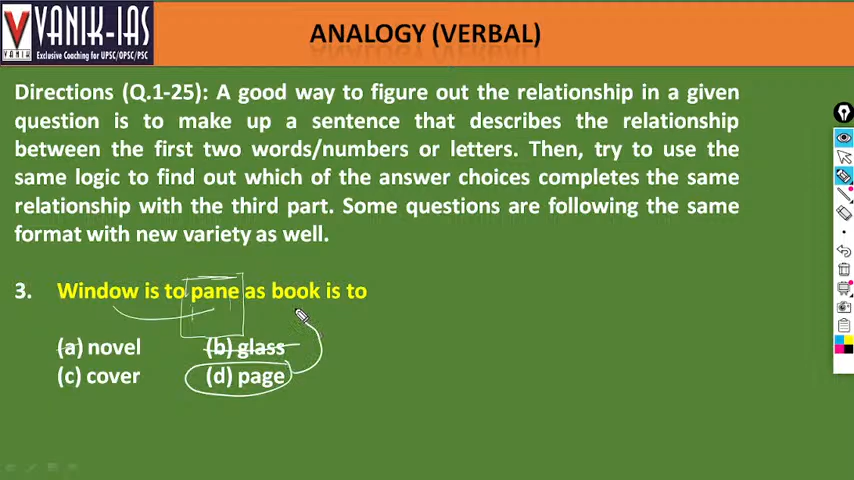 VANIK-IAS
VANIK
Exclusive Coaching for UPSC/OPSC/PSC
ANALOGY (VERBAL)
Directions (Q.1-25): A good way to figure out the relationship in a given
question is to make up a sentence that describes the relationship
between the first two words/numbers or letters. Then, try to use the
same logic to find out which of the answer choices completes the same
relationship with the third part. Some questions are following the same
format with new variety as well.
3. Window is to pane as book is to
(a) novel (b) glass
(c) cover (d) page